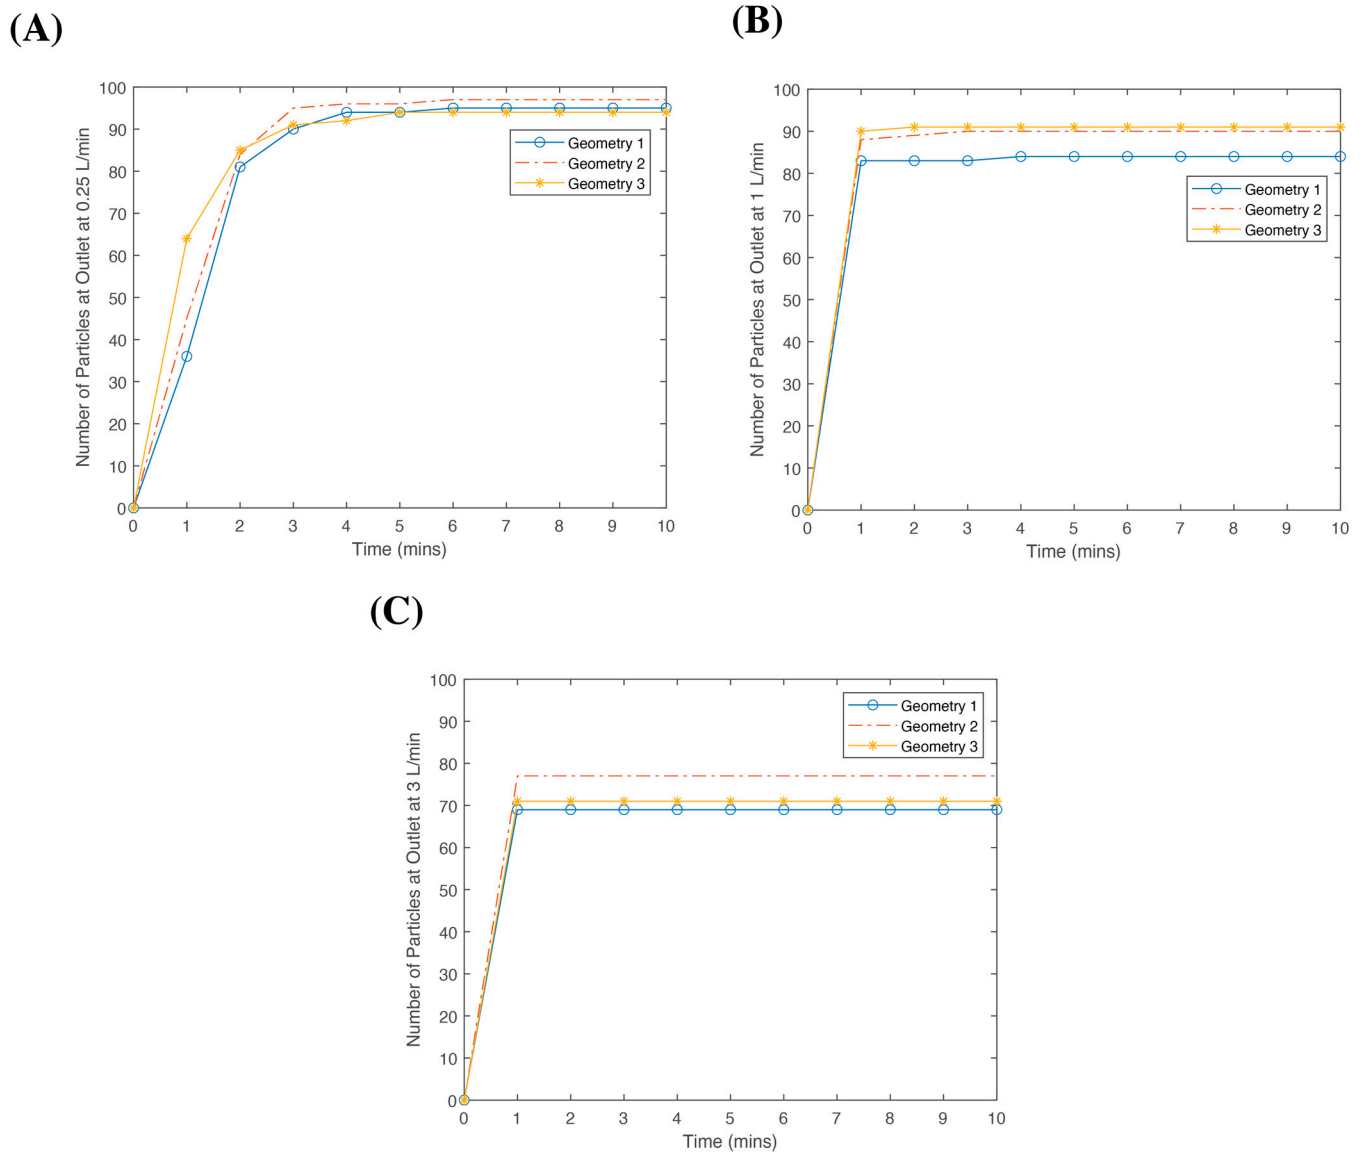 (A)
Number of Particles at Outlet at 0.25 L/min
100
90
80
70
60
50
40
30
20
10
0
0 1 2 3 4 5 6 7 8 9 10
Time (mins)
Geometry 1
Geometry 2
Geometry 3
(B)
Number of Particles at Outlet at 1 L/min
100
90
80
70
60
50
40
30
20
10
0
0 1 2 3 4 5 6 7 8 9 10
Time (mins)
Geometry 1
Geometry 2
Geometry 3
(C)
Number of Particles at Outlet at 3 L/min
100
90
80
70
60
50
40
30
20
10
0
0 1 2 3 4 5 6 7 8 9 10
Time (mins)
Geometry 1
Geometry 2
Geometry 3